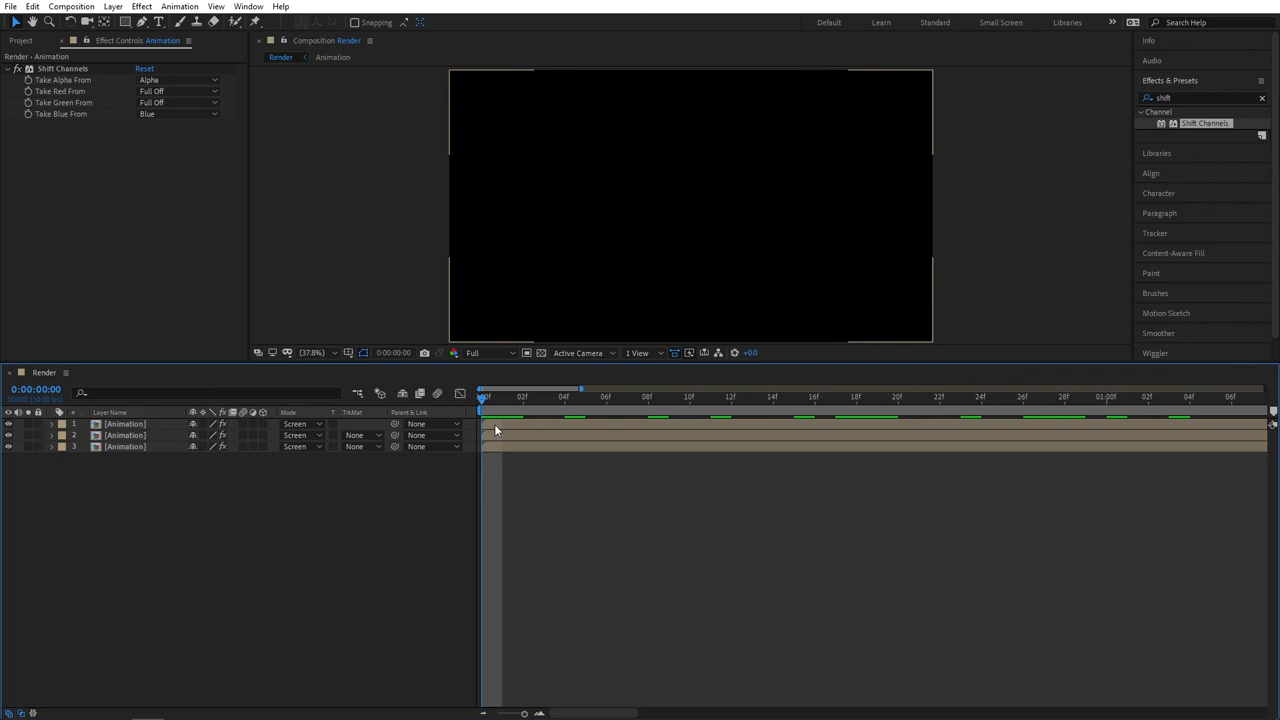 File Edit Composition Layer Effect Animation View Window Help
Snapping Default Learn Standard Small Screen Libraries Search Help
Project Effect Controls Animation Composition Render Info
Render • Animation Render Animation Audio
fx Shift Channels Reset
Take Alpha From Alpha
Take Red From Full Off
Take Green From Full Off
Take Blue From Blue
Effects & Presets
shift
Channel
Shift Channels
Libraries
Align
Character
Paragraph
Tracker
Content-Aware Fill
Paint
Brushes
Motion Sketch
Smoother
Wiggler
(37.8%) 0:00:00:00 Full Active Camera 1 View +0.0
Render
0:00:00:00
02f 04f 06f 08f 10f 12f 14f 16f 18f 20f 22f 24f 26f 28f 01:00f 02f 04f 06f
# Layer Name fx Mode T .TrkMat Parent & Link
1 [Animation] fx Screen None
2 [Animation] fx Screen None None
3 [Animation] fx Screen None None